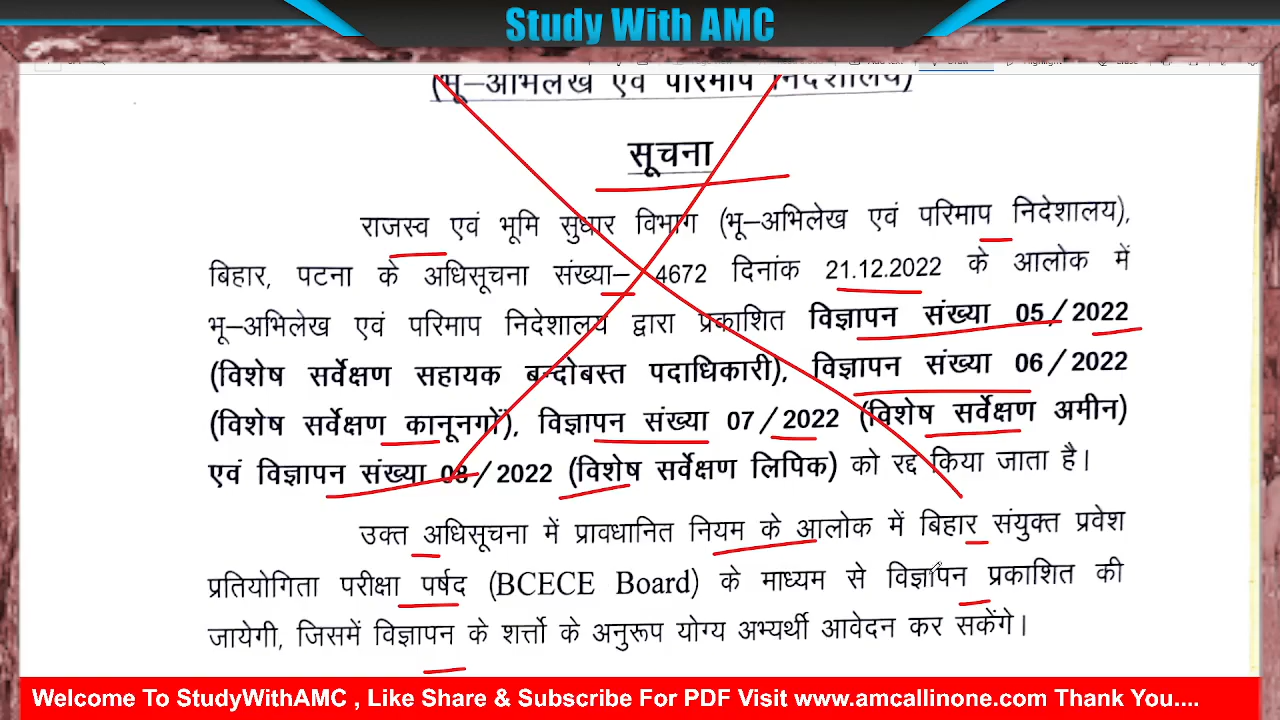 Study With AMC
(भू–अभिलेख एवं परिमाप निदेशालय)
सूचना
राजस्व एवं भूमि सुधार विभाग (भू–अभिलेख एवं परिमाप निदेशालय),
बिहार, पटना के अधिसूचना संख्या– 4672 दिनांक 21.12.2022 के आलोक में
भू–अभिलेख एवं परिमाप निदेशालय द्वारा प्रकाशित विज्ञापन संख्या 05/2022
(विशेष सर्वेक्षण सहायक बन्दोबस्त पदाधिकारी), विज्ञापन संख्या 06/2022
(विशेष सर्वेक्षण कानूनगों), विज्ञापन संख्या 07/2022 (विशेष सर्वेक्षण अमीन)
एवं विज्ञापन संख्या 08/2022 (विशेष सर्वेक्षण लिपिक) को रद्द किया जाता है।
उक्त अधिसूचना में प्रावधानित नियम के आलोक में बिहार संयुक्त प्रवेश
प्रतियोगिता परीक्षा पर्षद (BCECE Board) के माध्यम से विज्ञापन प्रकाशित की
जायेगी, जिसमें विज्ञापन के शर्त्तो के अनुरूप योग्य अभ्यर्थी आवेदन कर सकेंगे।
Welcome To StudyWithAMC , Like Share & Subscribe For PDF Visit www.amcallinone.com Thank You....